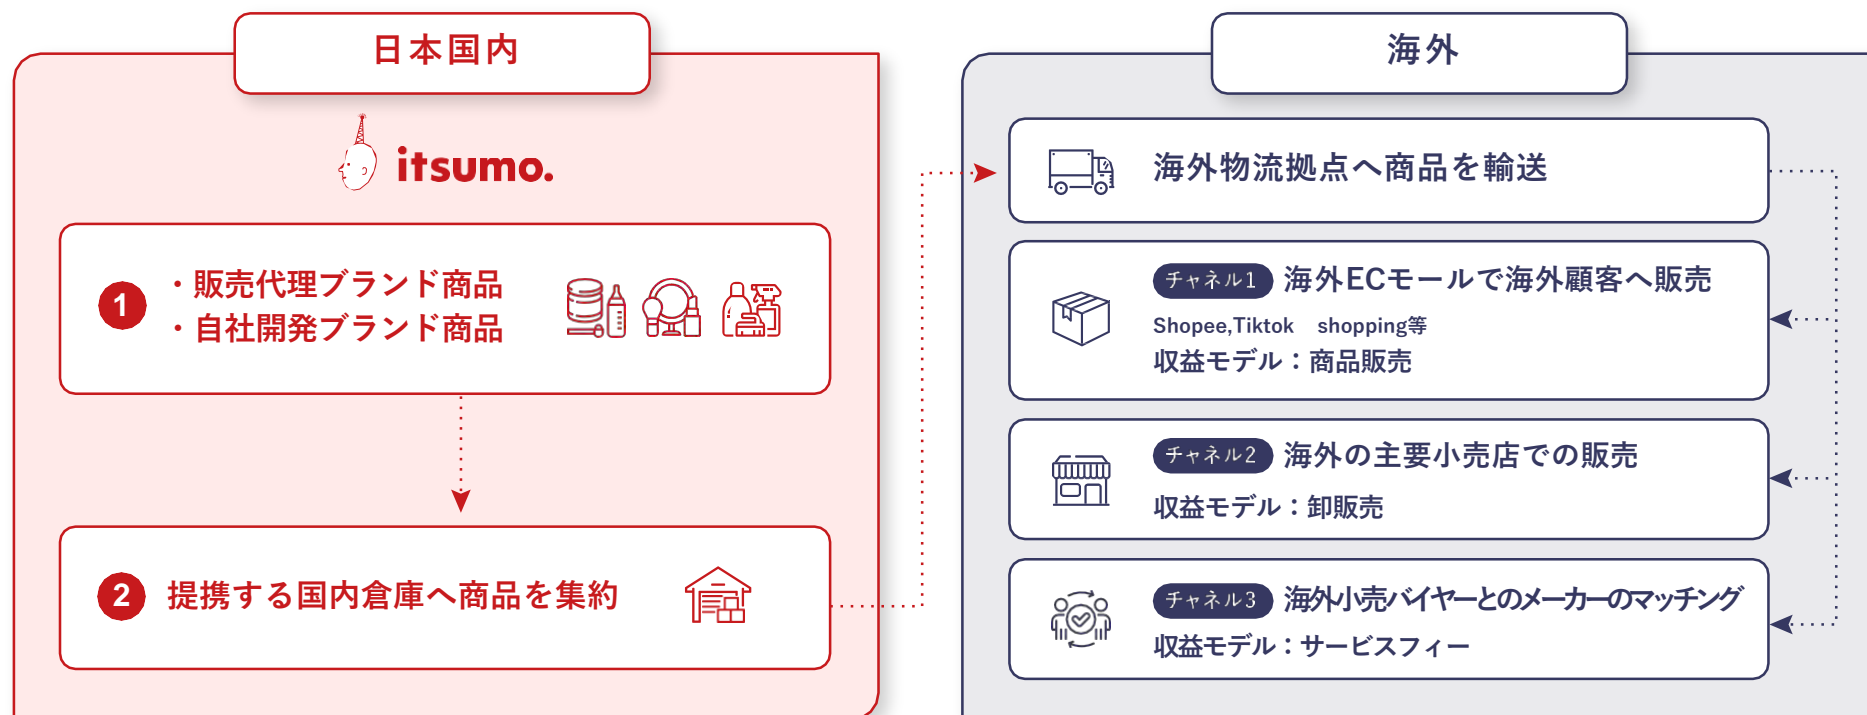 日本国内
itsumo.
1
・販売代理ブランド商品
・自社開発ブランド商品
2
提携する国内倉庫へ商品を集約
海外
海外物流拠点へ商品を輸送
チャネル1 海外ECモールで海外顧客へ販売
Shopee,Tiktok　shopping等
収益モデル：商品販売
チャネル2 海外の主要小売店での販売
収益モデル：卸販売
チャネル3 海外小売バイヤーとのメーカーのマッチング
収益モデル：サービスフィー